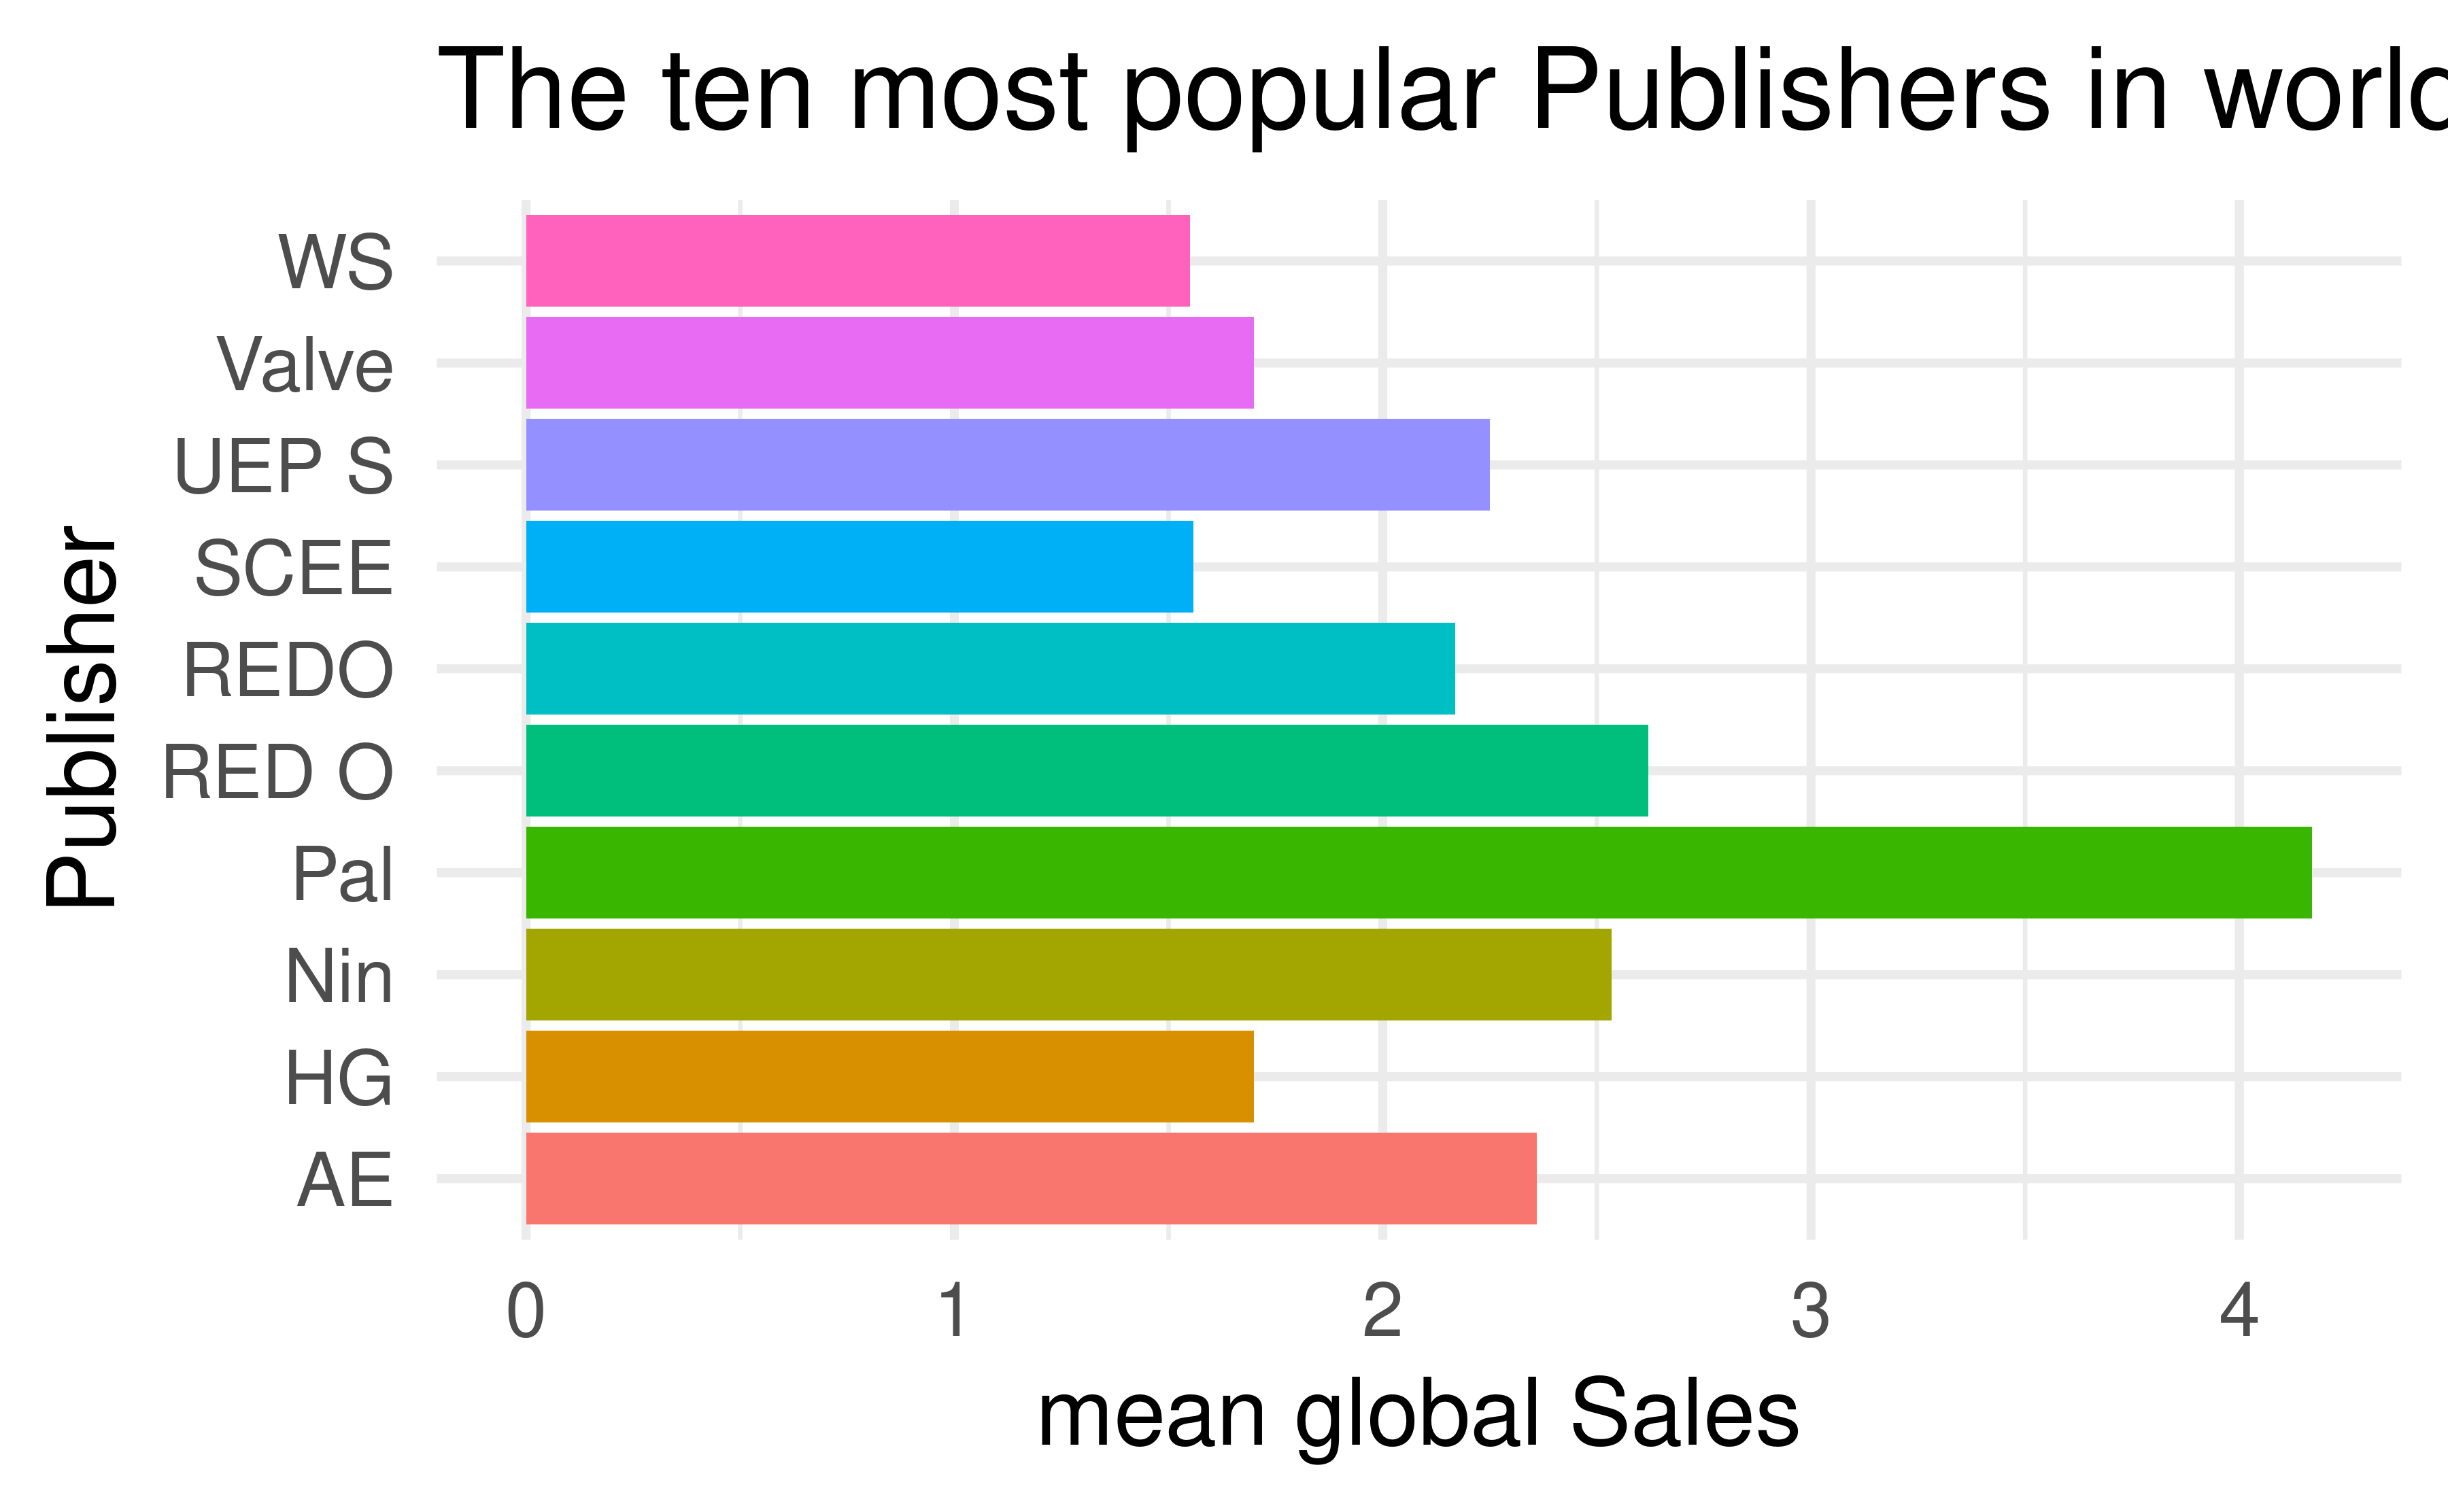 The ten most popular Publishers in world
WS
Valve
UEP S
SCEE
REDO
RED O
Pal
Nin
HG
AE
Publisher
0 1 2 3 4
mean global Sales